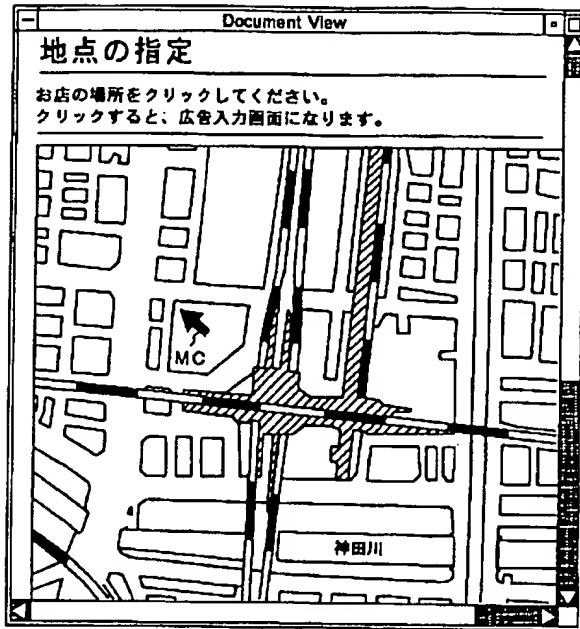 Document View
地点の指定
お店の場所をクリックしてください。
クリックすると、広告入力画面になります。
MC
神田川